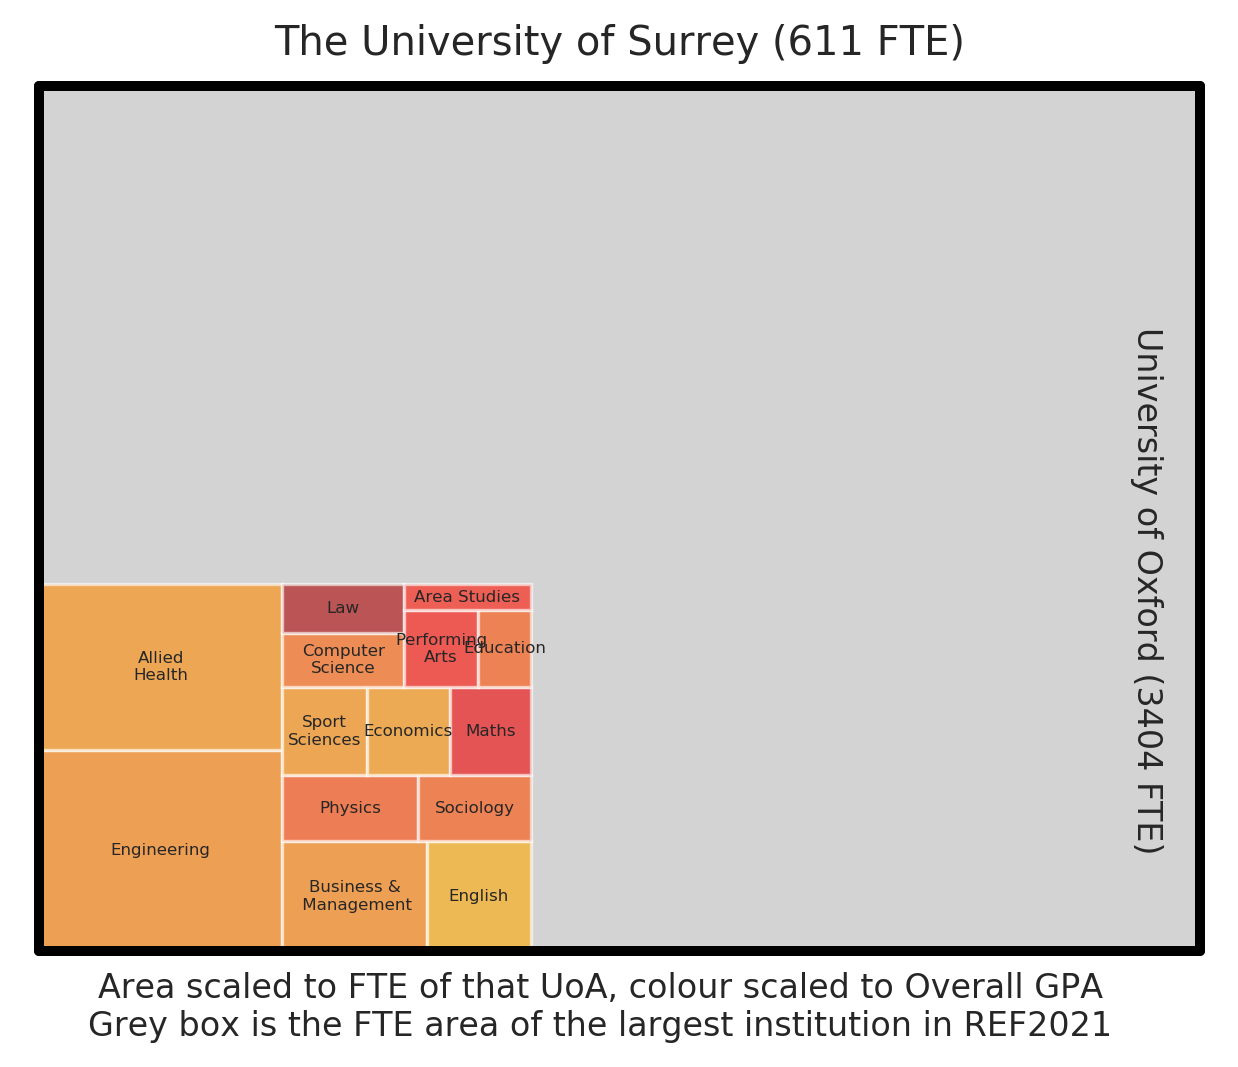 The University of Surrey (611 FTE)
University of Oxford (3404 FTE)
Allied
Health
Law
Area Studies
Computer
Science
Performing
Arts
Education
Sport
Sciences
Economics
Maths
Engineering
Physics
Sociology
Business &
Management
English
Area scaled to FTE of that UoA, colour scaled to Overall GPA
Grey box is the FTE area of the largest institution in REF2021